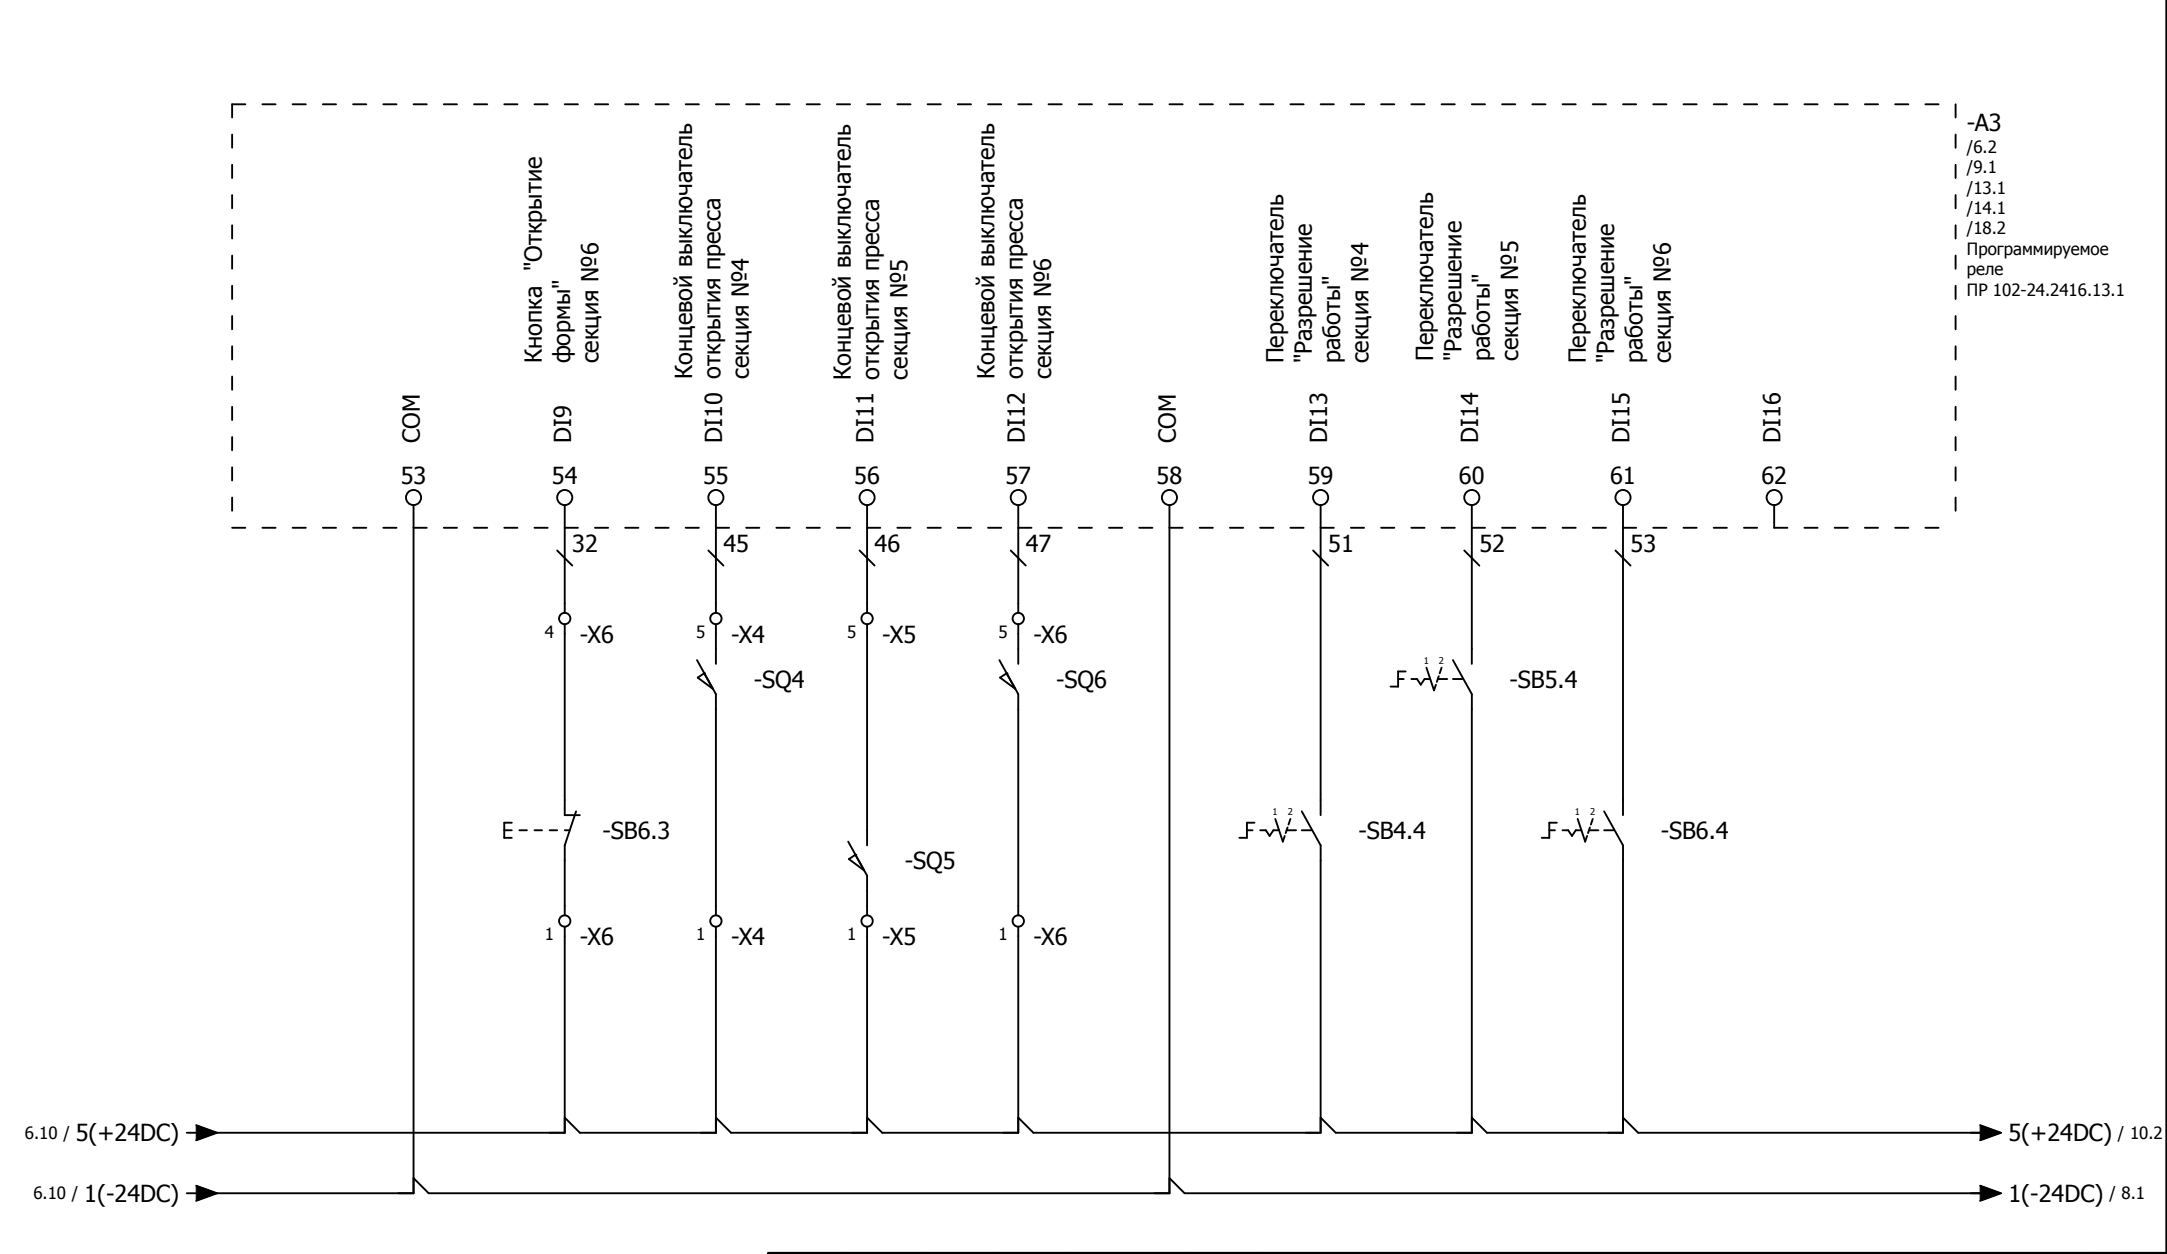 -A3
/6.2
/9.1
/13.1
/14.1
/18.2
Программируемое
реле
ПР 102-24.2416.13.1
COM
53
Кнопка "Открытие
формы"
секция №6
DI9
54
Концевой выключатель
открытия пресса
секция №4
DI10
55
Концевой выключатель
открытия пресса
секция №5
DI11
56
Концевой выключатель
открытия пресса
секция №6
DI12
57
COM
58
Переключатель
"Разрешение
работы"
секция №4
DI13
59
Переключатель
"Разрешение
работы"
секция №5
DI14
60
Переключатель
"Разрешение
работы"
секция №6
DI15
61
DI16
62
32
45
46
47
51
52
53
4 -X6
5 -X4
5 -X5
5 -X6
-SQ4
-SQ6
1 2
-SB5.4
-SB6.3
-SQ5
1 2
-SB4.4
1 2
-SB6.4
1 -X6
1 -X4
1 -X5
1 -X6
6.10 / 5(+24DC)
5(+24DC) / 10.2
6.10 / 1(-24DC)
1(-24DC) / 8.1